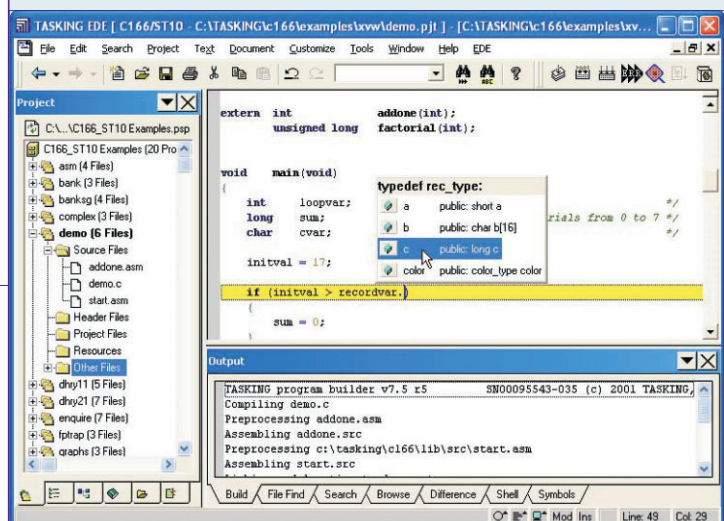 TASKING EDE [ C166/ST10 - C:\TASKING\c166\examples\xvw\demo.pjt ] - [C:\TASKING\c166\examples\xv...
File Edit Search Project Text Document Customize Tools Window Help EDE
Project
C:\...\C166_ST10 Examples.psp
C166_ST10 Examples (20 Pro
asm (4 Files)
bank (3 Files)
banksg (4 Files)
complex (3 Files)
demo (6 Files)
Source Files
addone.asm
demo.c
start.asm
Header Files
Project Files
Resources
Other Files
dhry11 (5 Files)
dhry21 (7 Files)
enquire (7 Files)
fptrap (3 Files)
graphs (3 Files)
extern int addone(int);
unsigned long factorial(int);
void main(void)
{
int loopvar; */
long sum; rials from 0 to 7 */
char cvar; */
initval = 17;
if (initval > recordvar.)
{
sum = 0;
typedef rec_type:
a public: short a
b public: char b[16]
c public: long c
color public: color_type color
Output
TASKING program builder v7.5 r5 SN00095543-035 (c) 2001 TASKING,
Compiling demo.c
Preprocessing addone.asm
Assembling addone.src
Preprocessing c:\tasking\c166\lib\src\start.asm
Assembling start.src
Build File Find Search Browse Difference Shell Symbols
Mod Ins Line: 49 Col: 29